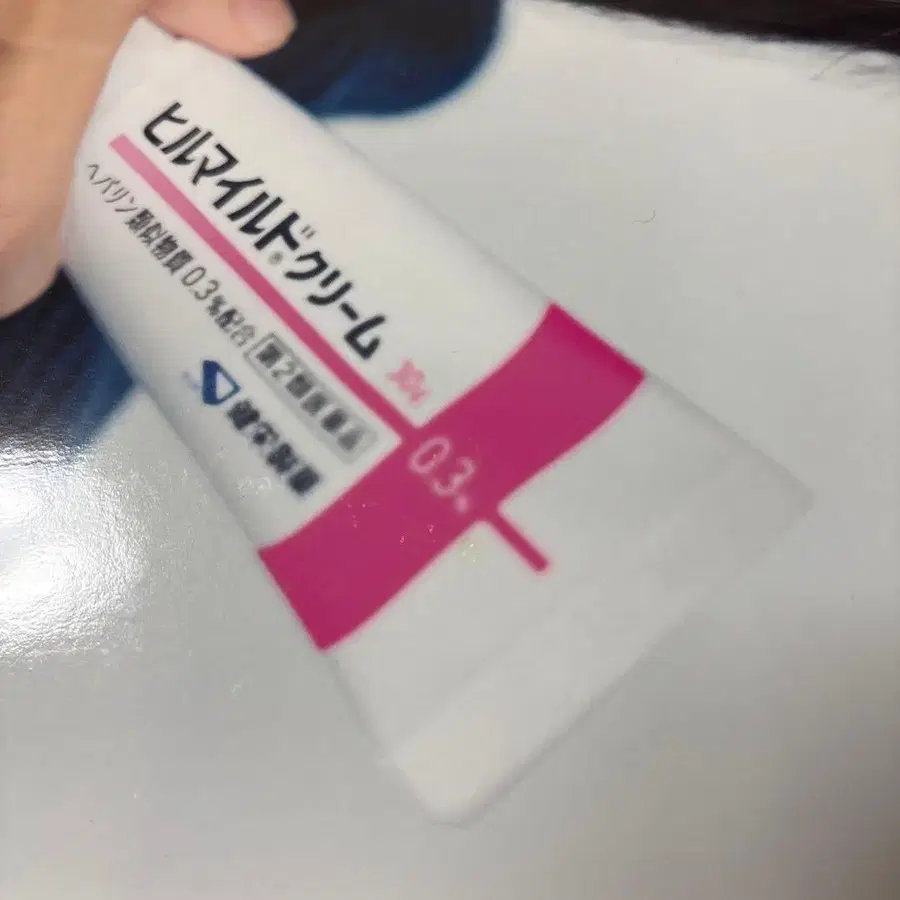 ヒルマイルド®クリーム 30g
ヘパリン類似物質0.3%配合 第2類医薬品
健栄製薬
0.3%